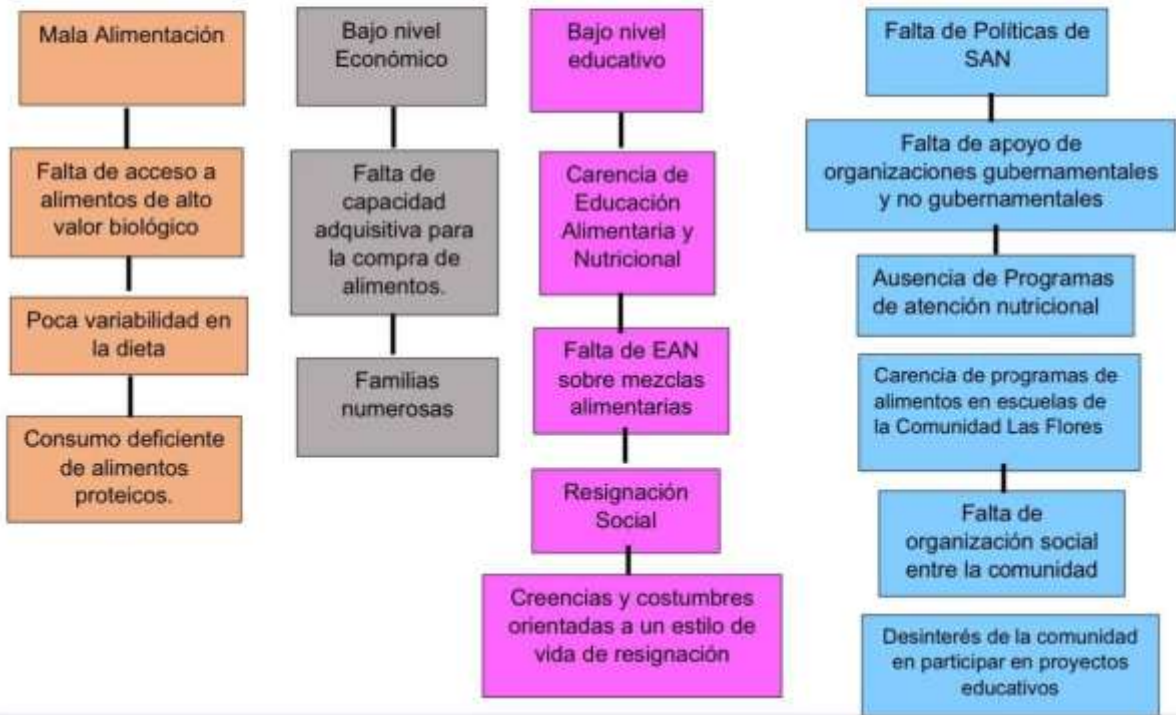 Mala Alimentación
Falta de acceso a
alimentos de alto
valor biológico
Poca variabilidad en
la dieta
Consumo deficiente
de alimentos
proteicos.
Bajo nivel
Económico
Falta de
capacidad
adquisitiva para
la compra de
alimentos.
Familias
numerosas
Bajo nivel
educativo
Carencia de
Educación
Alimentaria y
Nutricional
Falta de EAN
sobre mezclas
alimentarias
Resignación
Social
Creencias y costumbres
orientadas a un estilo de
vida de resignación
Falta de Políticas de
SAN
Falta de apoyo de
organizaciones gubernamentales
y no gubernamentales
Ausencia de Programas
de atención nutricional
Carencia de programas de
alimentos en escuelas de
la Comunidad Las Flores
Falta de
organización social
entre la comunidad
Desinterés de la comunidad
en participar en proyectos
educativos